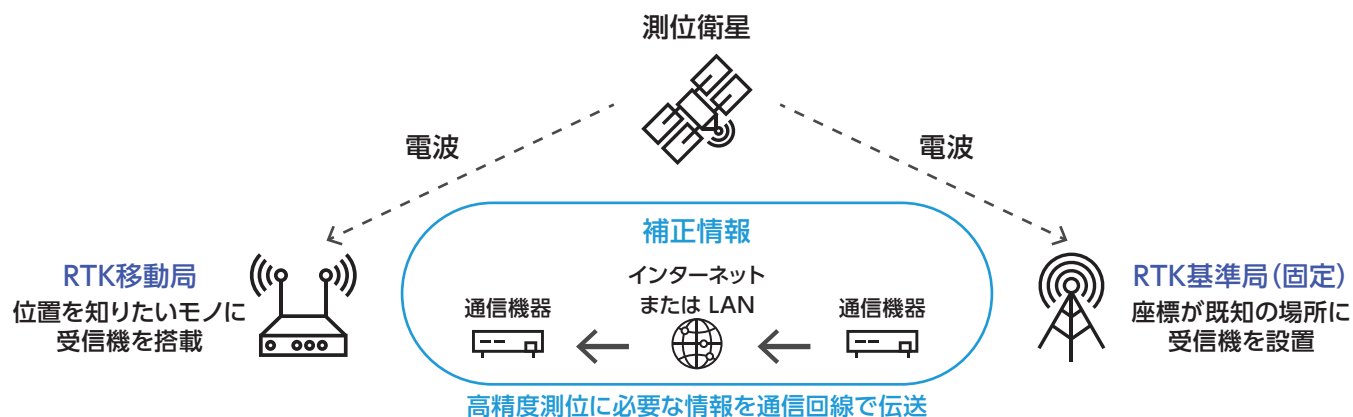 測位衛星
電波
電波
補正情報
RTK移動局
位置を知りたいモノに
受信機を搭載
通信機器
インターネット
または LAN
通信機器
RTK基準局(固定)
座標が既知の場所に
受信機を設置
高精度測位に必要な情報を通信回線で伝送